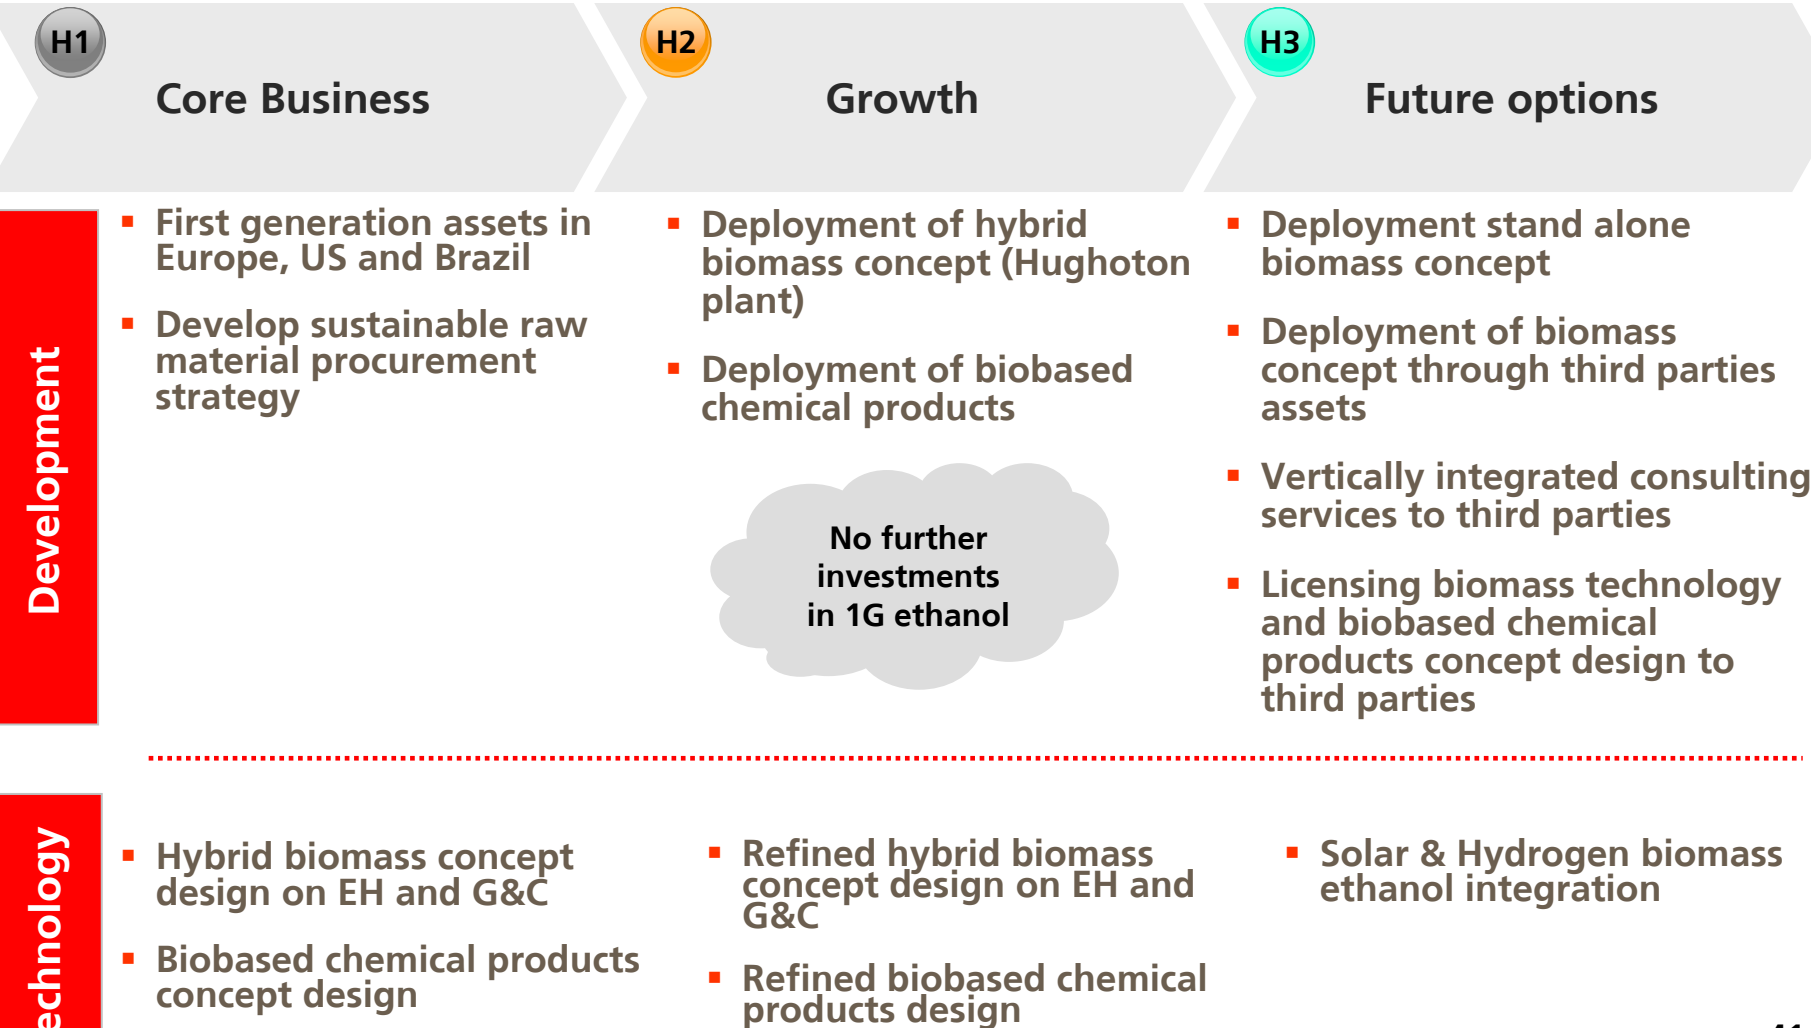 H1
Core Business
H2
Growth
H3
Future options
Development
First generation assets in
Europe, US and Brazil
Develop sustainable raw
material procurement
strategy
Deployment of hybrid
biomass concept (Hughoton
plant)
Deployment of biobased
chemical products
No further
investments
in 1G ethanol
Deployment stand alone
biomass concept
Deployment of biomass
concept through third parties
assets
Vertically integrated consulting
services to third parties
Licensing biomass technology
and biobased chemical
products concept design to
third parties
echnology
Hybrid biomass concept
design on EH and G&C
Biobased chemical products
concept design
Refined hybrid biomass
concept design on EH and
G&C
Refined biobased chemical
products design
Solar & Hydrogen biomass
ethanol integration